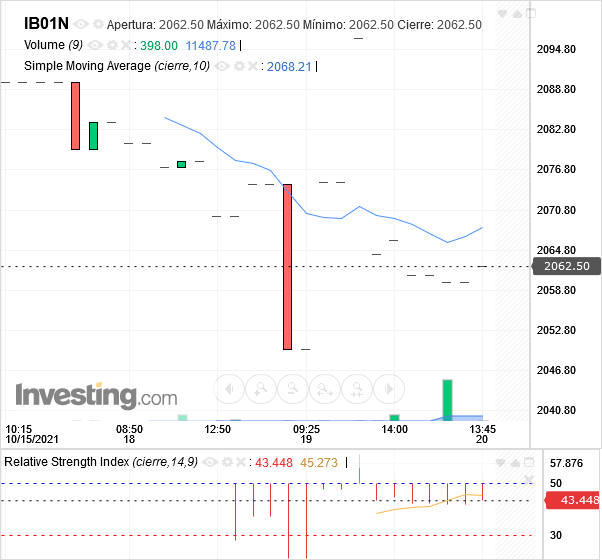 IB01N Apertura: 2062.50 Máximo: 2062.50 Mínimo: 2062.50 Cierre: 2062.50
Volume (9) : 398.00 11487.78
Simple Moving Average (cierre,10) : 2068.21
2094.80
2088.80
2082.80
2076.80
2070.80
2064.80
2062.50
2058.80
2052.80
2046.80
2040.80
Investing.com
10:15 08:50 12:50 09:25 14:00 13:45
10/15/2021 18 19 20
Relative Strength Index (cierre,14,9) : 43.448 45.273
57.876
50
43.448
30